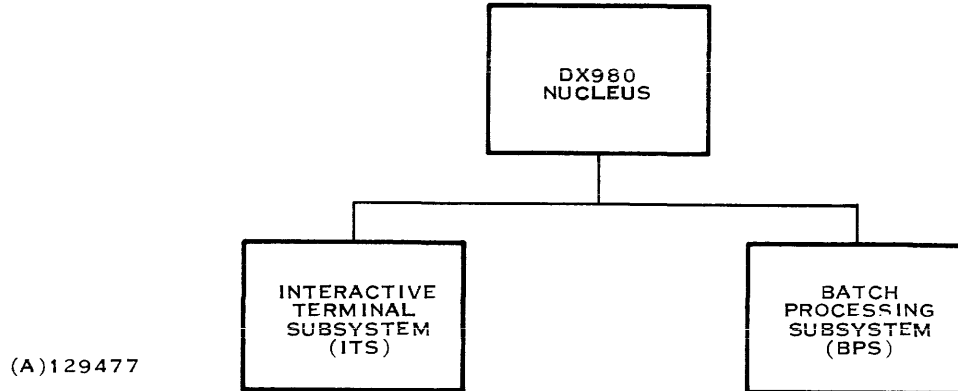 DX980
NUCLEUS
INTERACTIVE
TERMINAL
SUBSYSTEM
(ITS)
BATCH
PROCESSING
SUBSYSTEM
(BPS)
(A)129477